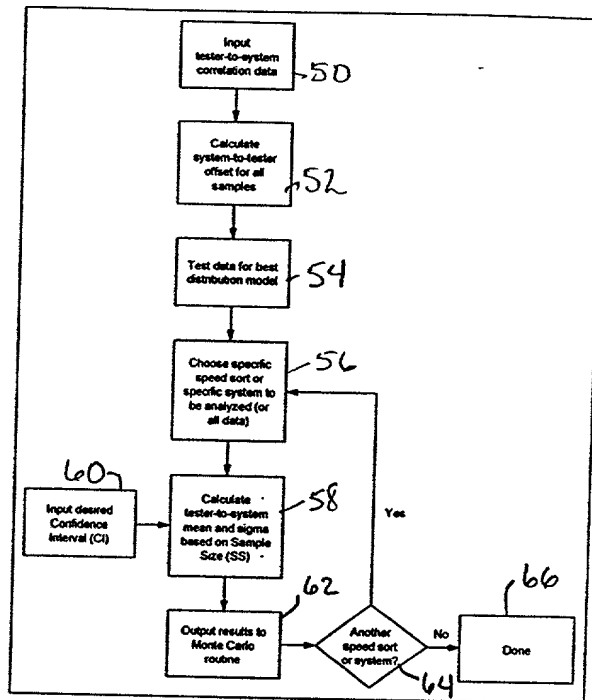 Input
tester-to-system
correlation data
50
Calculate
system-to-tester
offset for all
samples
52
Test data for best
distribution model
54
Choose specific
speed sort or
specific system to
be analyzed (or
all data)
56
60
Input desired
Confidence
Interval (CI)
Calculate
tester-to-system
mean and sigma
based on Sample
Size (SS)
58
Yes
Output results to
Monte Carlo
routine
62
Another
speed sort
or system?
64
No
Done
66